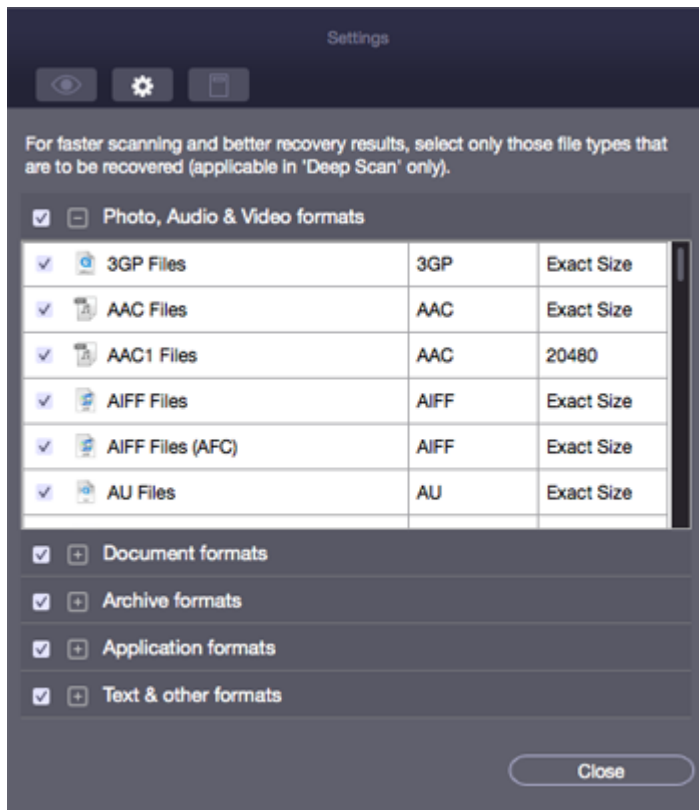 Settings
For faster scanning and better recovery results, select only those file types that
are to be recovered (applicable in 'Deep Scan' only).
Photo, Audio & Video formats
3GP Files 3GP Exact Size
AAC Files AAC Exact Size
AAC1 Files AAC 20480
AIFF Files AIFF Exact Size
AIFF Files (AFC) AIFF Exact Size
AU Files AU Exact Size
Document formats
Archive formats
Application formats
Text & other formats
Close